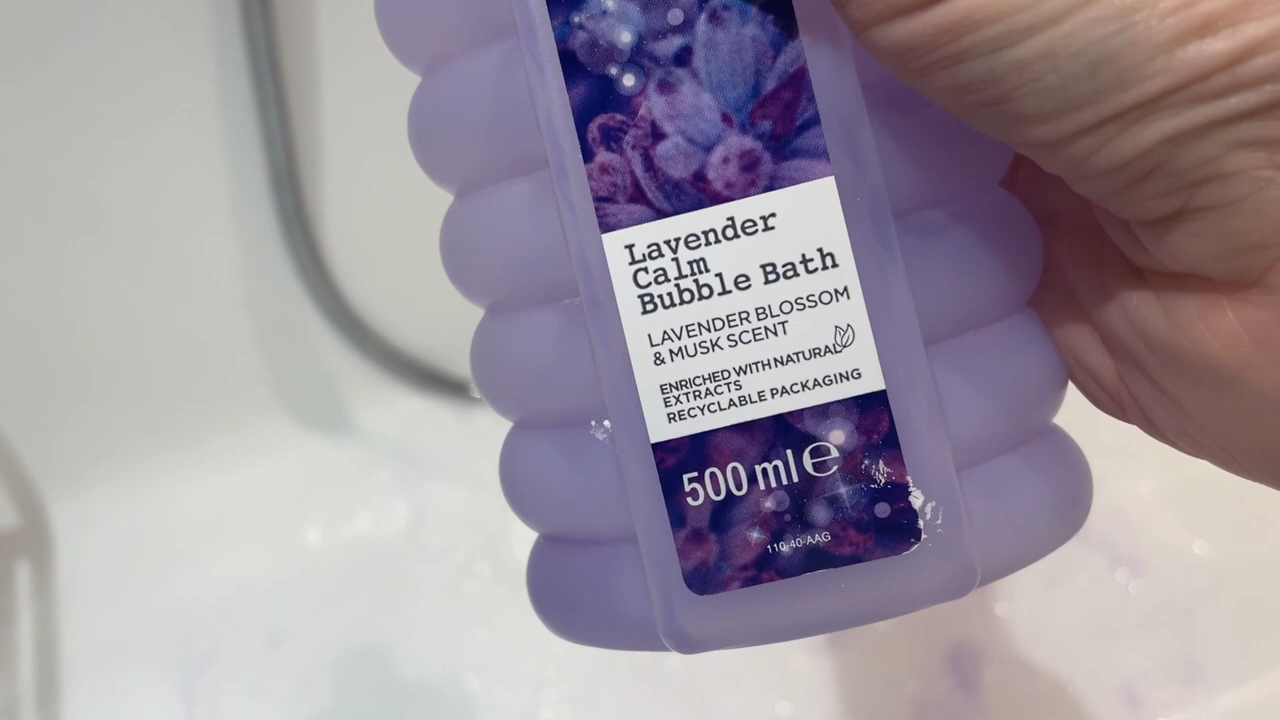 Lavender
Calm
Bubble Bath
LAVENDER BLOSSOM
& MUSK SCENT
ENRICHED WITH NATURAL
EXTRACTS
RECYCLABLE PACKAGING
500 ml e
110-40-AAG